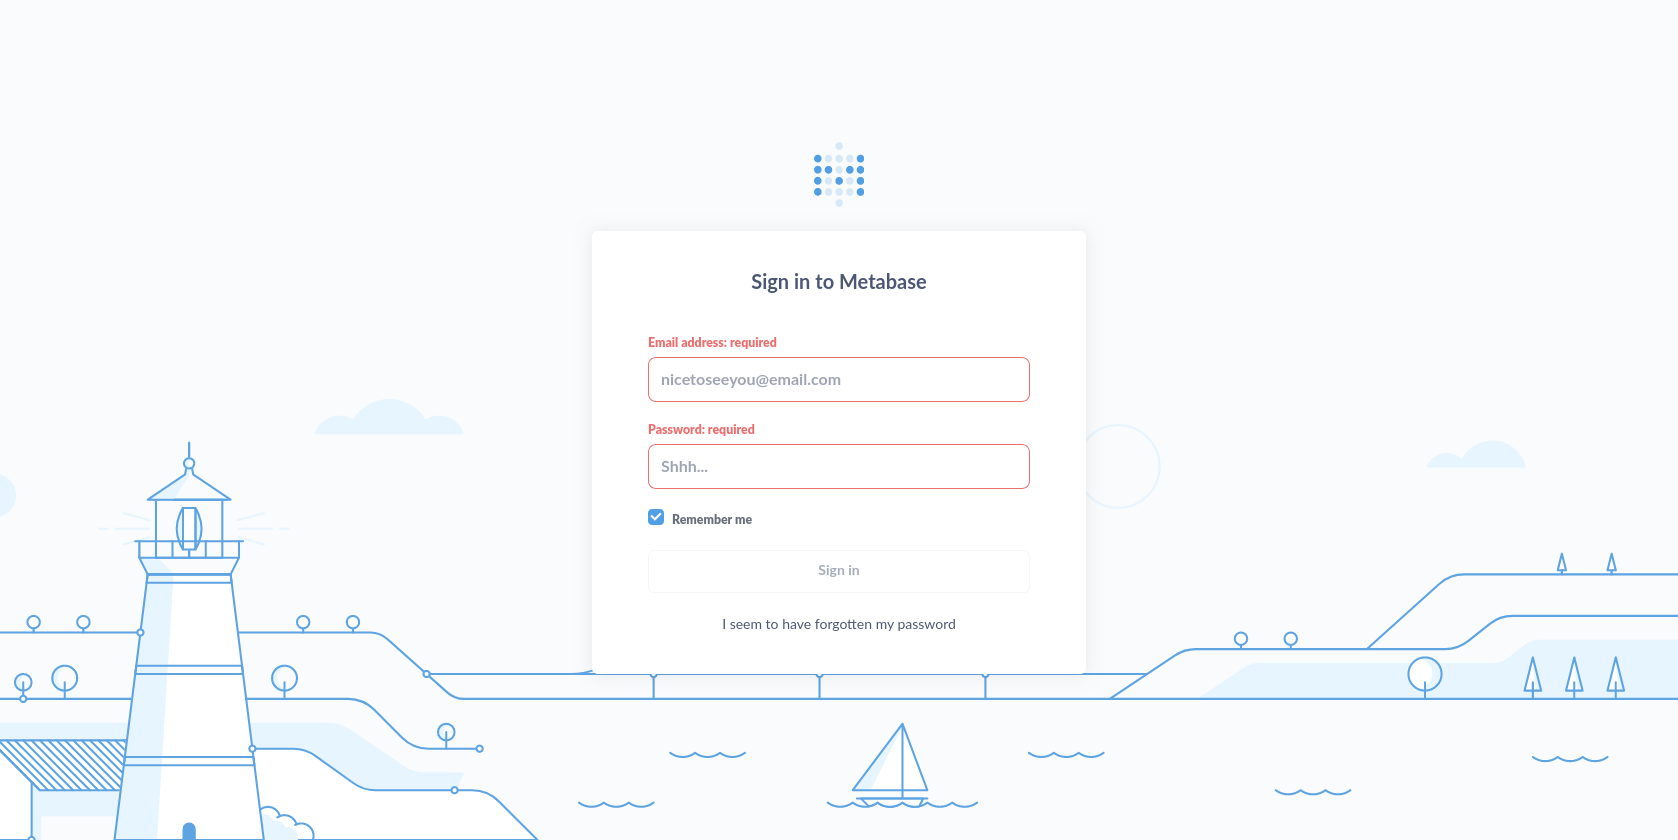 Sign in to Metabase
Email address: required
nicetoseeyou@email.com
Password: required
Shhh...
Remember me
Sign in
I seem to have forgotten my password